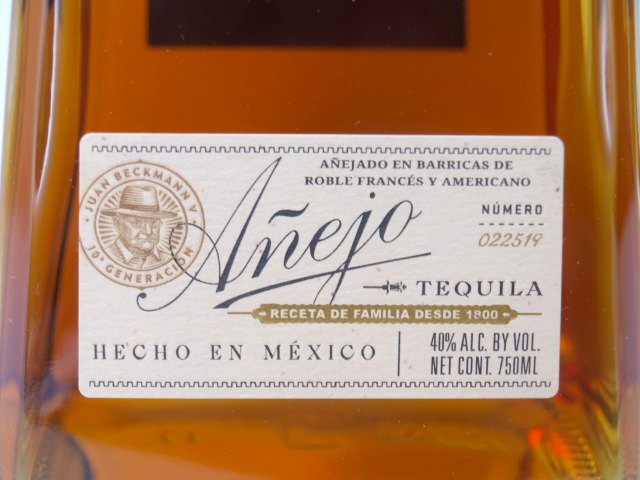 JUAN BECKMANN Y
10ª GENERACIÓN
Añejo
AÑEJADO EN BARRICAS DE
ROBLE FRANCÉS Y AMERICANO
NÚMERO
022519
TEQUILA
RECETA DE FAMILIA DESDE 1800
HECHO EN MÉXICO
40% ALC. BY VOL.
NET CONT. 750ML